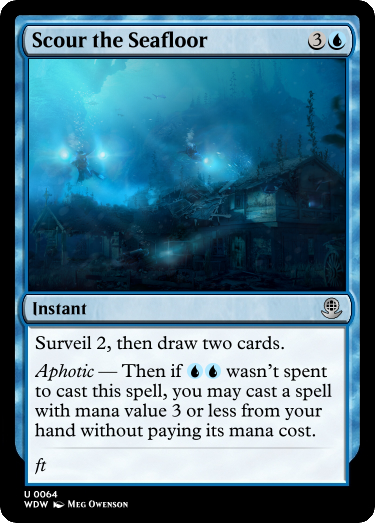 Scour the Seafloor 3
Instant
Surveil 2, then draw two cards.
Aphotic — Then if wasn't spent
to cast this spell, you may cast a spell
with mana value 3 or less from your
hand without paying its mana cost.
ft
U 0064
WDW Meg Owenson